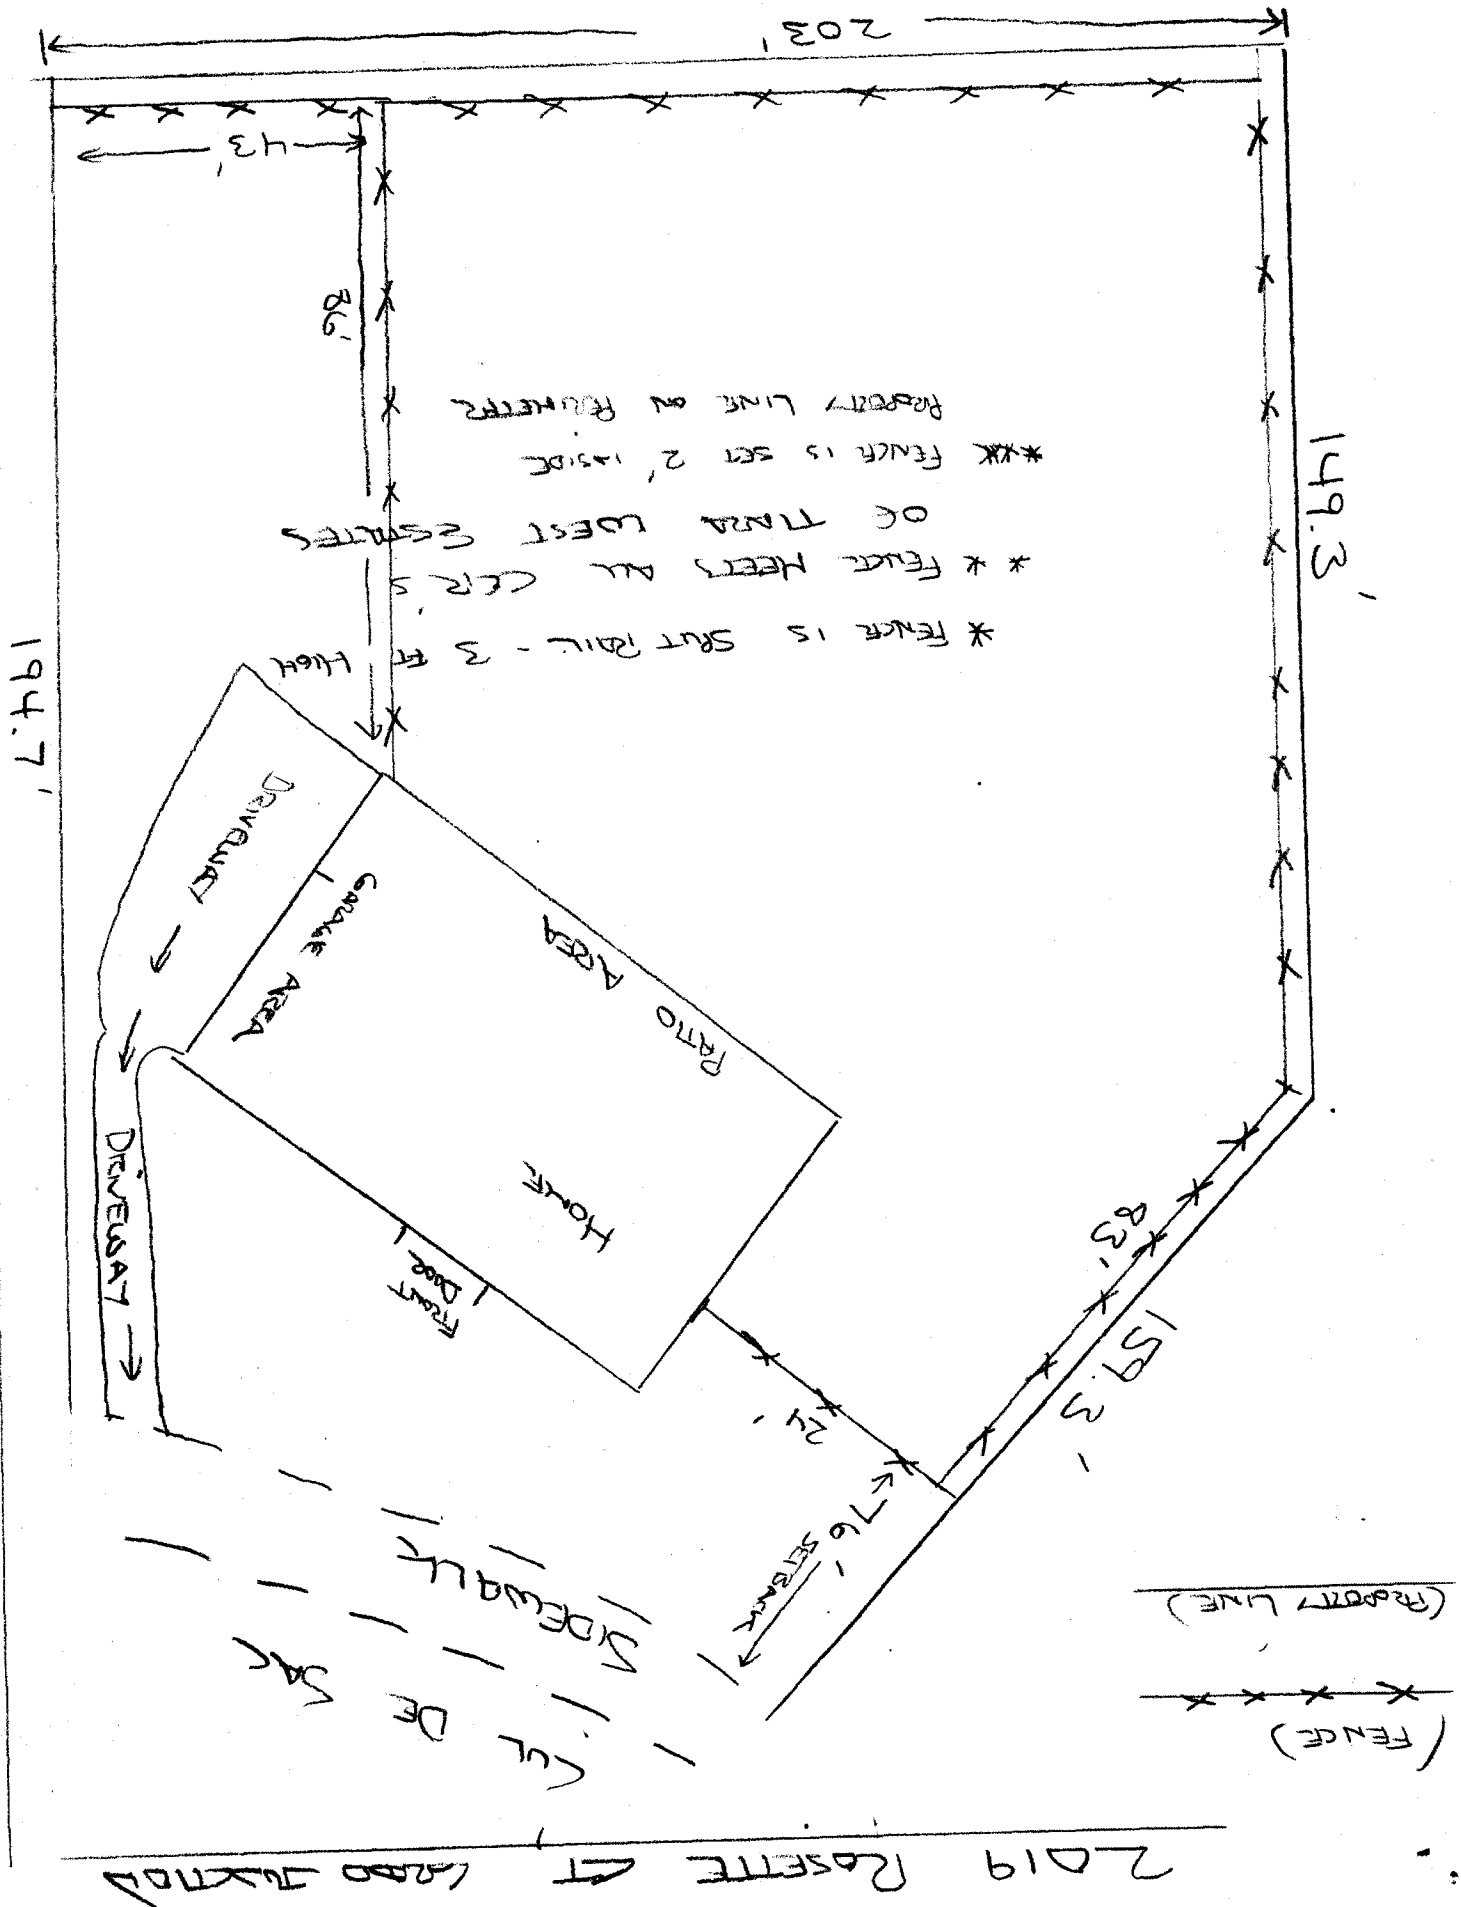 2019 ROSETTE CT GRAND JUNCTION
(FENCE)
(PROPERTY LINE)
CUL DE SAC
SIDEWALK
76'
SETBACK
24'
159.3'
83'
FRONT
DOOR
HOME
PATIO AREA
GARAGE AREA
DRIVEWAY
DRIVEWAY
194.7'
* FENCE IS SPLIT RAIL - 3 FT HIGH
** FENCE MEETS ALL CCR'S
OF TIARA WEST ESTATES
*** FENCE IS SET 2' INSIDE
PROPERTY LINE ON PERIMETER
149.3'
86'
43'
203'